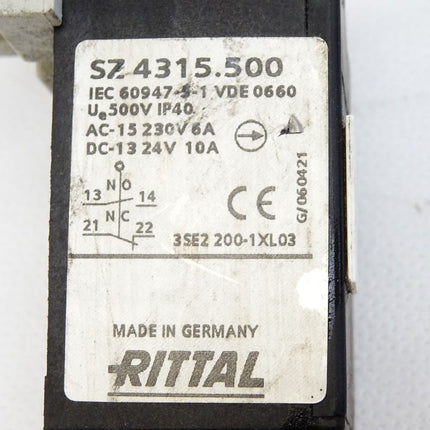 SZ 4315.500
IEC 60947-5-1 VDE 0660
Ue 500V IP40
AC-15 230V 6A
DC-13 24V 10A
NO
13 14
NC
21 22
CE
G/060421
3SE2 200-1XL03
MADE IN GERMANY
RITTAL